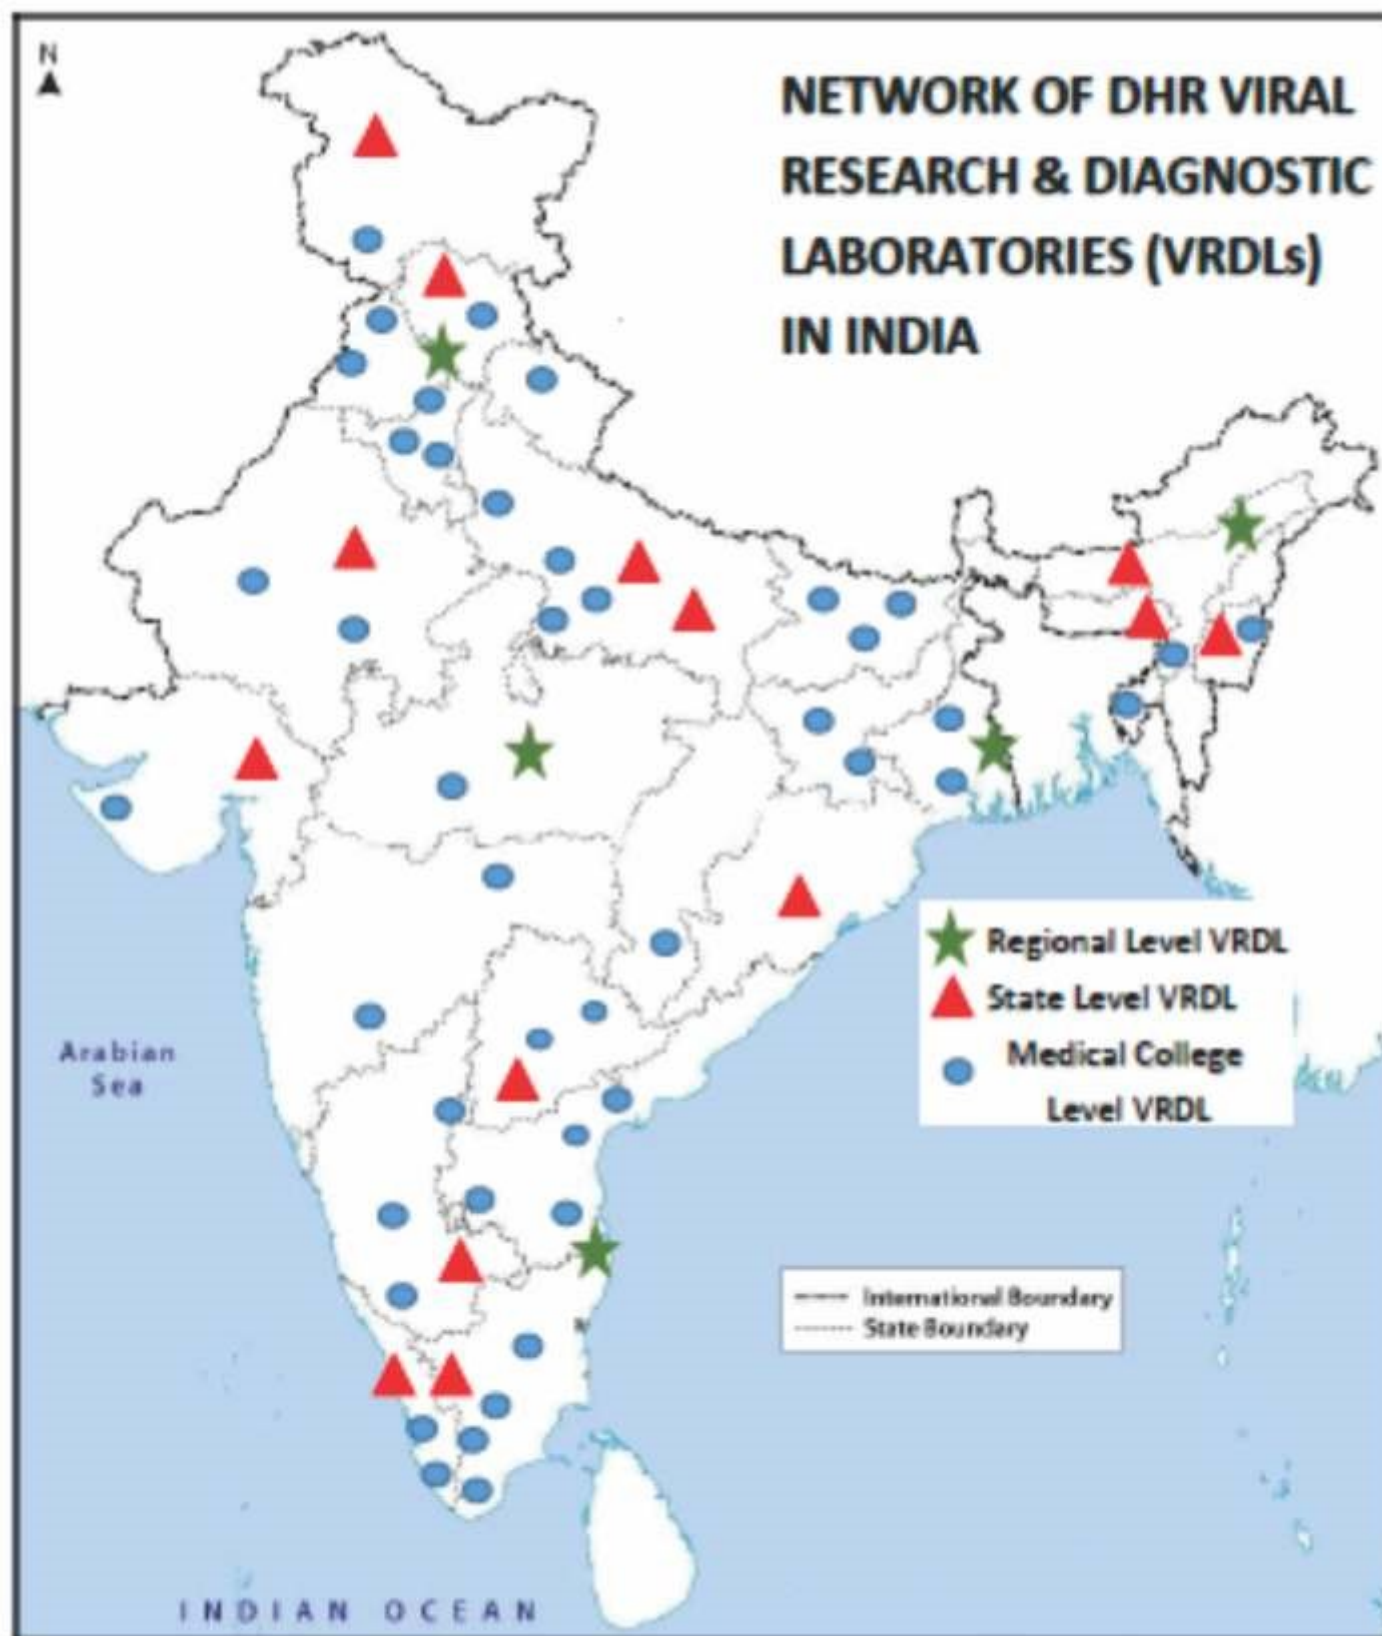 N
NETWORK OF DHR VIRAL
RESEARCH & DIAGNOSTIC
LABORATORIES (VRDLs)
IN INDIA
Regional Level VRDL
State Level VRDL
Medical College
Level VRDL
Arabian
Sea
International Boundary
State Boundary
INDIAN OCEAN